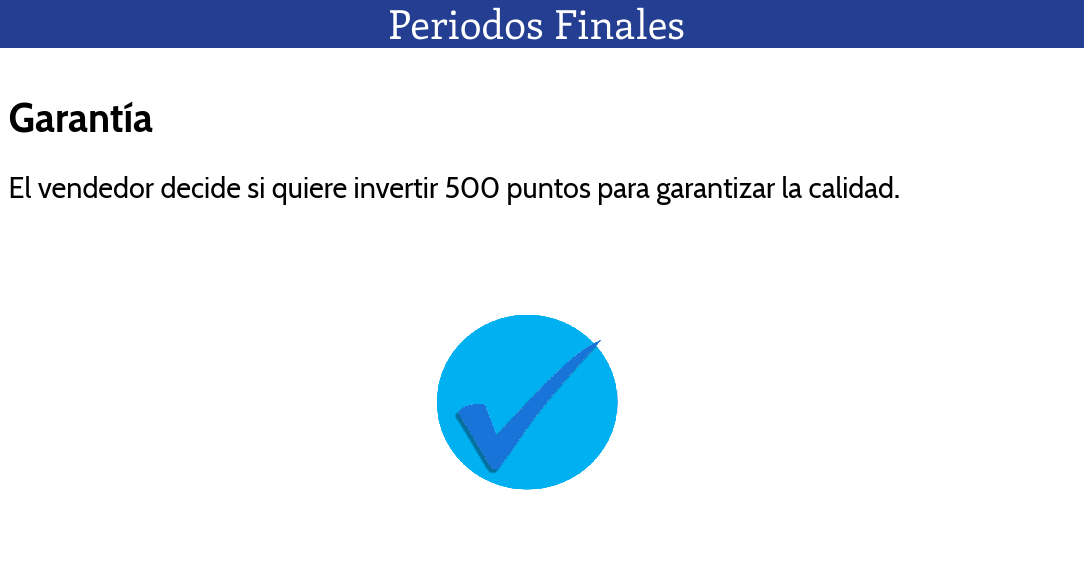 Periodos Finales
Garantía
El vendedor decide si quiere invertir 500 puntos para garantizar la calidad.